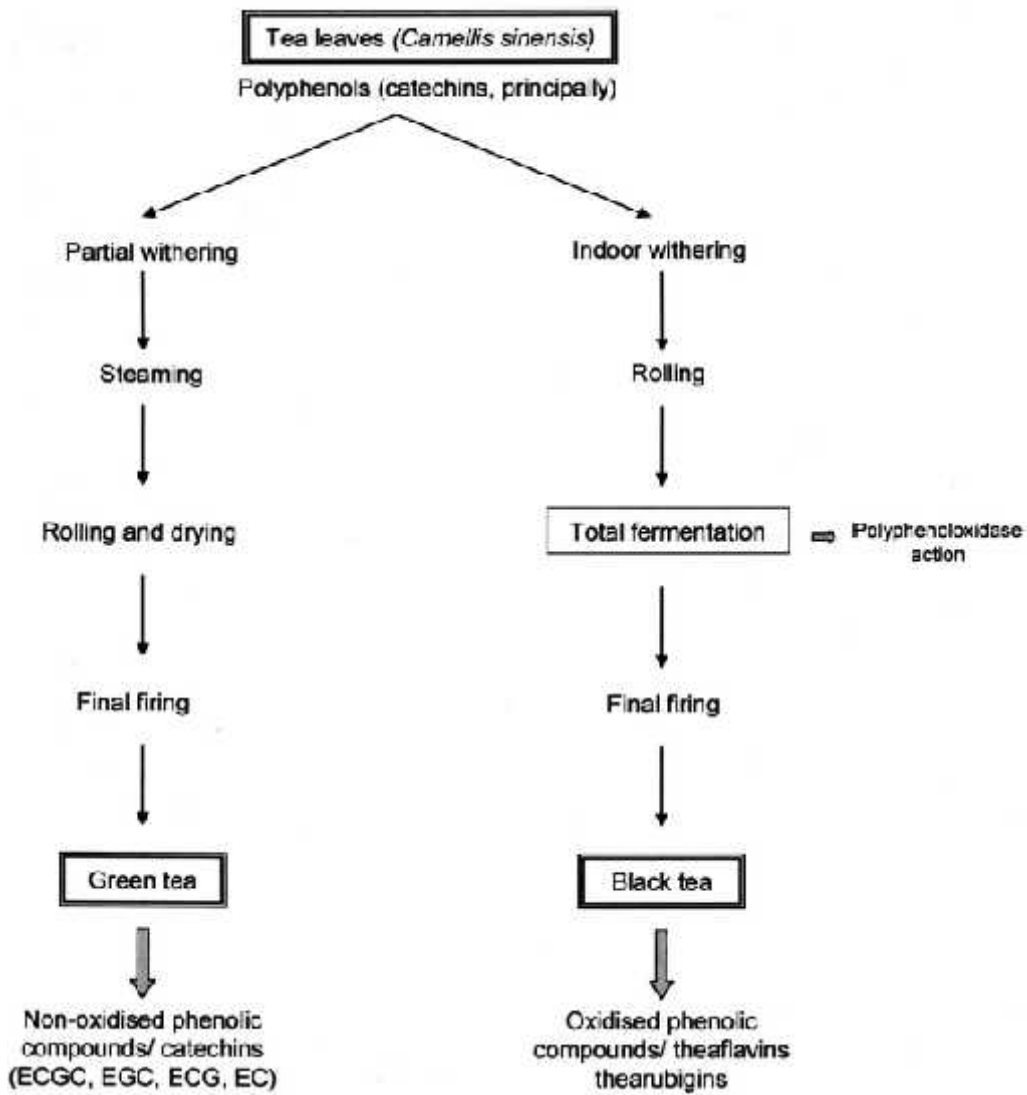 Tea leaves (Camellis sinensis)
Polyphenols (catechins, principally)
Partial withering
Indoor withering
Steaming
Rolling
Rolling and drying
Total fermentation
Polyphenoloxidase
action
Final firing
Final firing
Green tea
Black tea
Non-oxidised phenolic
compounds/ catechins
(ECGC, EGC, ECG, EC)
Oxidised phenolic
compounds/ theaflavins
thearubigins